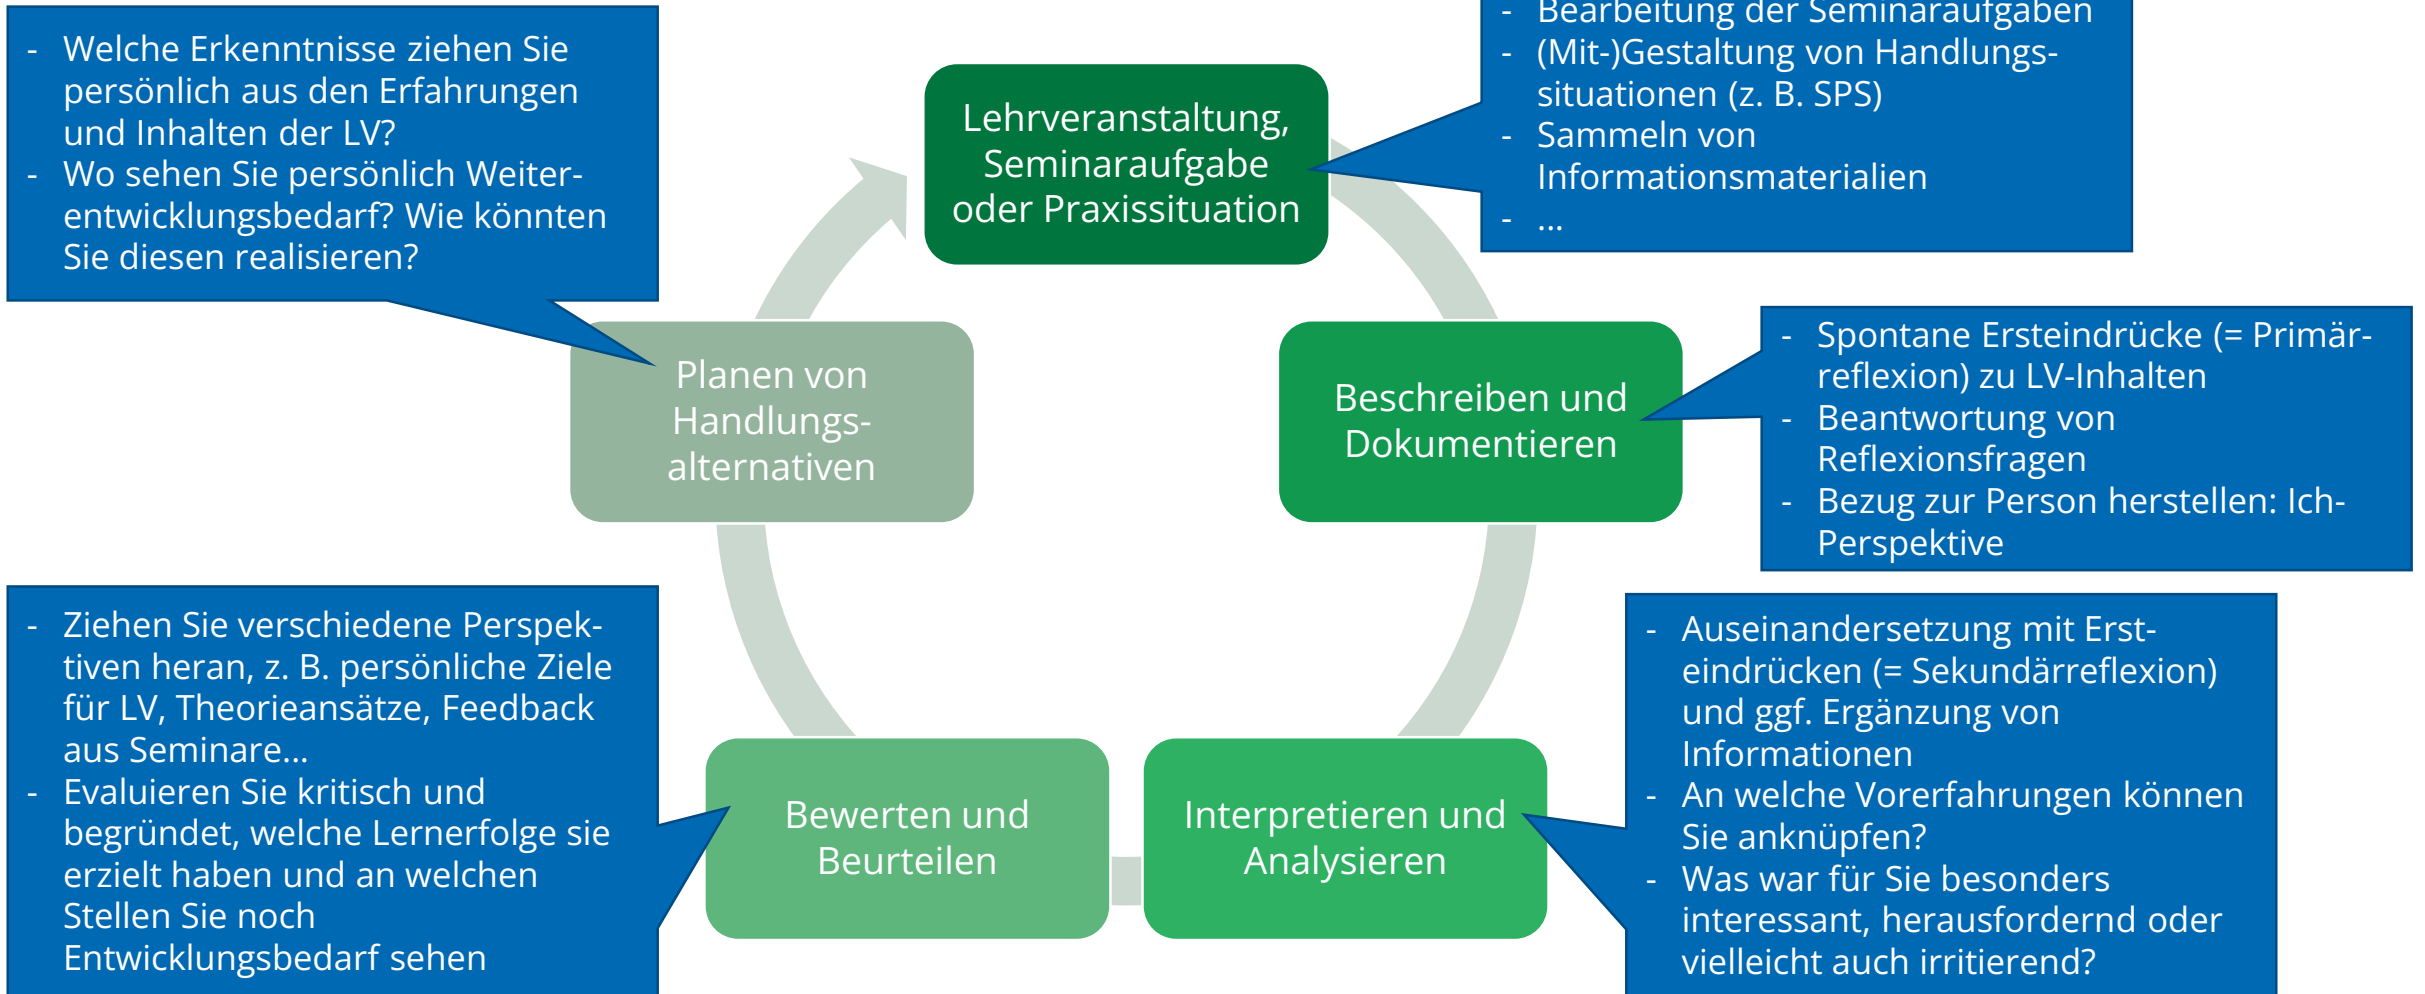 - Welche Erkenntnisse ziehen Sie
persönlich aus den Erfahrungen
und Inhalten der LV?
- Wo sehen Sie persönlich Weiter-
entwicklungsbedarf? Wie könnten
Sie diesen realisieren?
Lehrveranstaltung,
Seminaraufgabe
oder Praxissituation
- Bearbeitung der Seminaraufgaben
- (Mit-)Gestaltung von Handlungs-
situationen (z. B. SPS)
- Sammeln von
Informationsmaterialien
- ...
Planen von
Handlungs-
alternativen
Beschreiben und
Dokumentieren
- Spontane Ersteindrücke (= Primär-
reflexion) zu LV-Inhalten
- Beantwortung von
Reflexionsfragen
- Bezug zur Person herstellen: Ich-
Perspektive
- Ziehen Sie verschiedene Perspek-
tiven heran, z. B. persönliche Ziele
für LV, Theorieansätze, Feedback
aus Seminare...
- Evaluieren Sie kritisch und
begründet, welche Lernerfolge sie
erzielt haben und an welchen
Stellen Sie noch
Entwicklungsbedarf sehen
Bewerten und
Beurteilen
Interpretieren und
Analysieren
- Auseinandersetzung mit Erst-
eindrücken (= Sekundärreflexion)
und ggf. Ergänzung von
Informationen
- An welche Vorerfahrungen können
Sie anknüpfen?
- Was war für Sie besonders
interessant, herausfordernd oder
vielleicht auch irritierend?